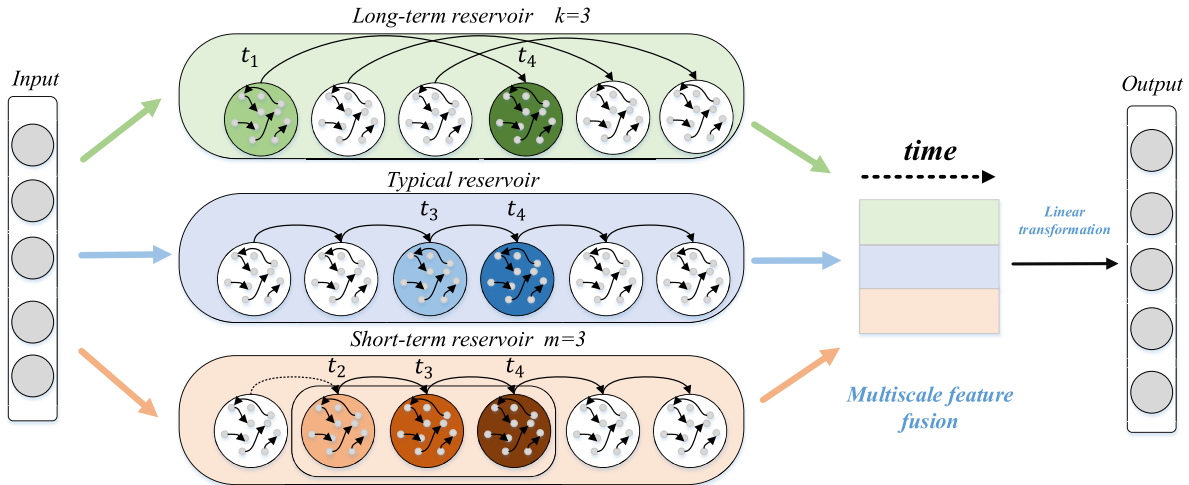 Long-term reservoir k=3
t₁ t₄
Input
Output
Typical reservoir
t₃ t₄
time
Linear
transformation
Short-term reservoir m=3
t₂ t₃ t₄
Multiscale feature
fusion